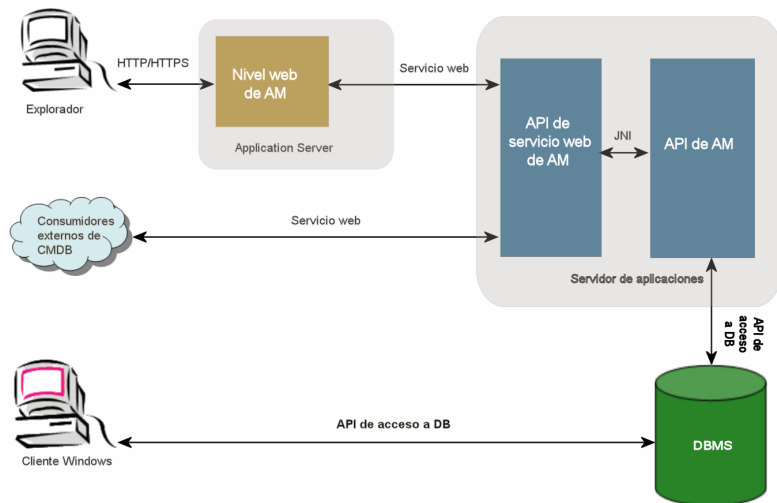 HTTP/HTTPS
Explorador
Nivel web
de AM
Application Server
Servicio web
API de
servicio web
de AM
JNI
API de AM
Servidor de aplicaciones
Consumidores
externos de
CMDB
Servicio web
API de
acceso
a DB
Cliente Windows
API de acceso a DB
DBMS